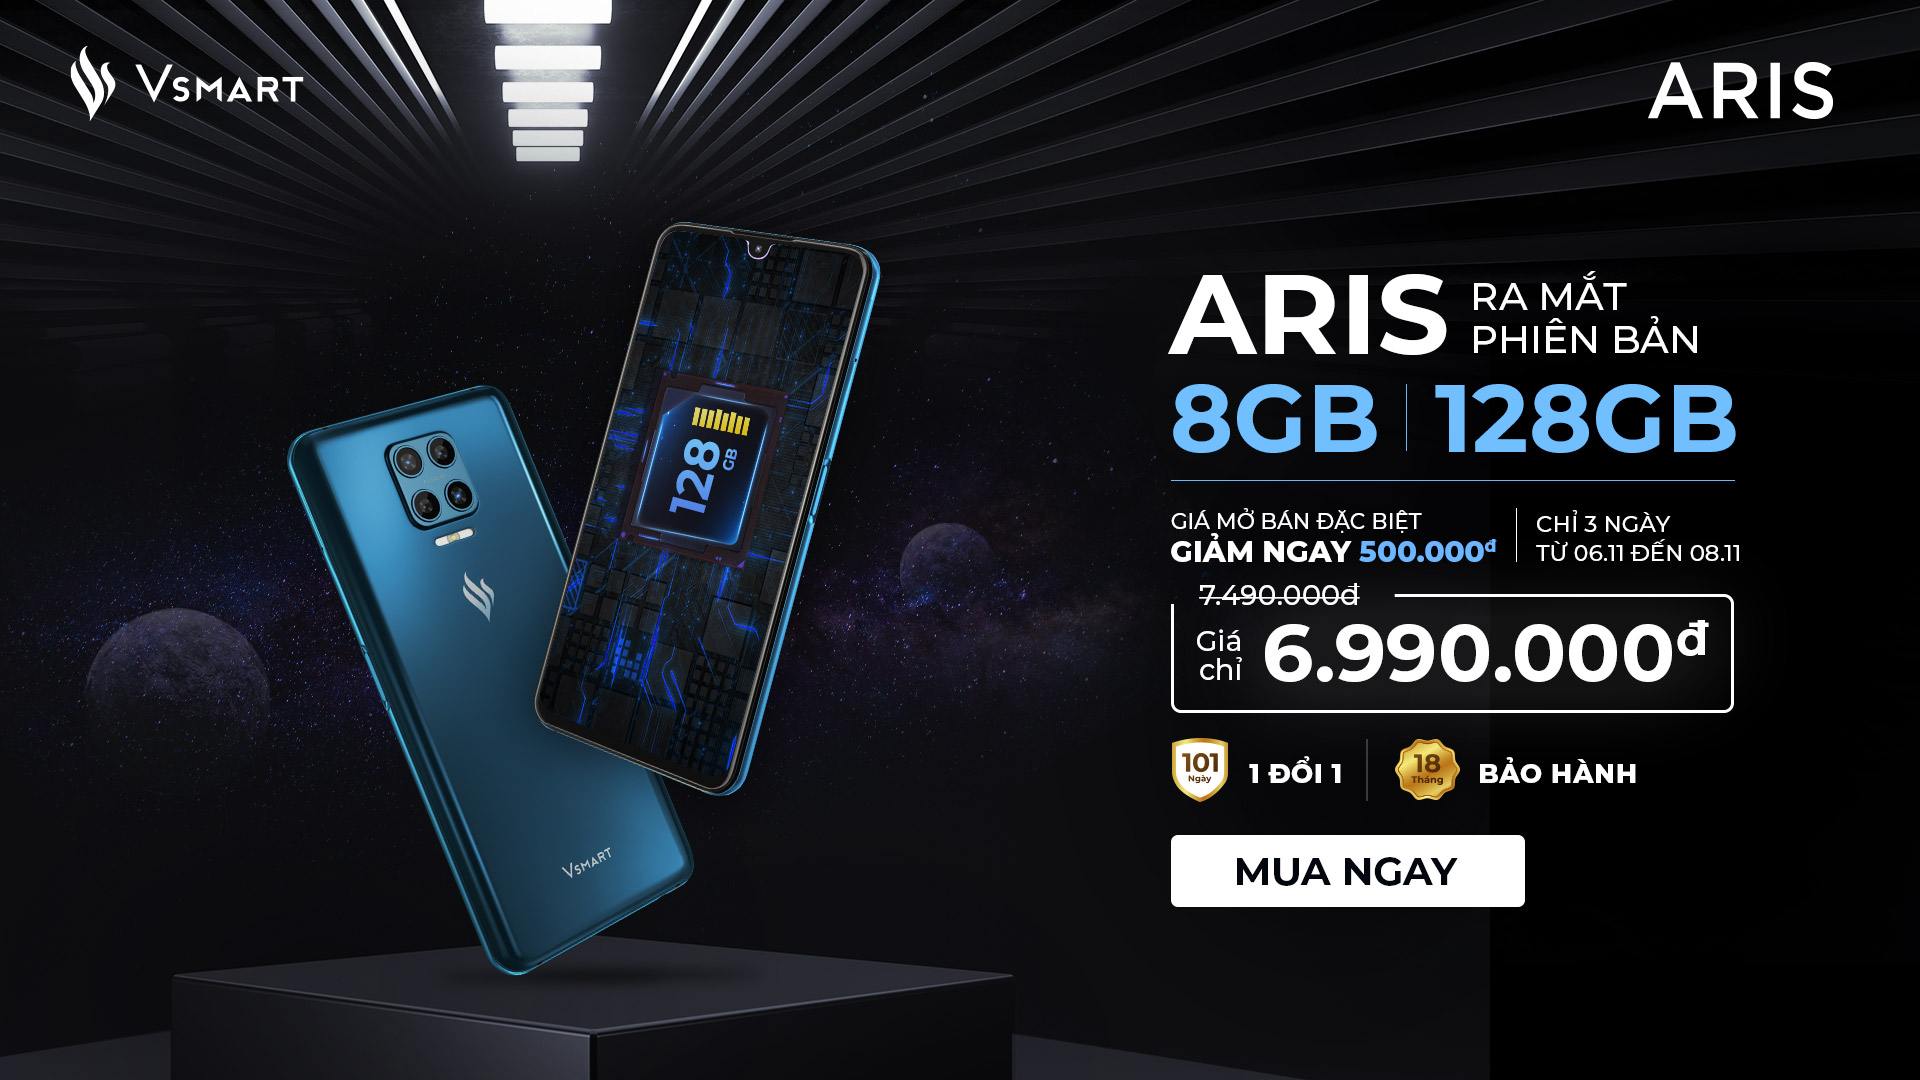 VSMART
ARIS
ARIS RA MẮT
PHIÊN BẢN
8GB | 128GB
GIÁ MỞ BÁN ĐẶC BIỆT
GIẢM NGAY 500.000đ
CHỈ 3 NGÀY
TỪ 06.11 ĐẾN 08.11
7.490.000đ
Giá chỉ 6.990.000đ
101 Ngày
1 ĐỔI 1
18 Tháng
BẢO HÀNH
MUA NGAY
128 GB
VSMART